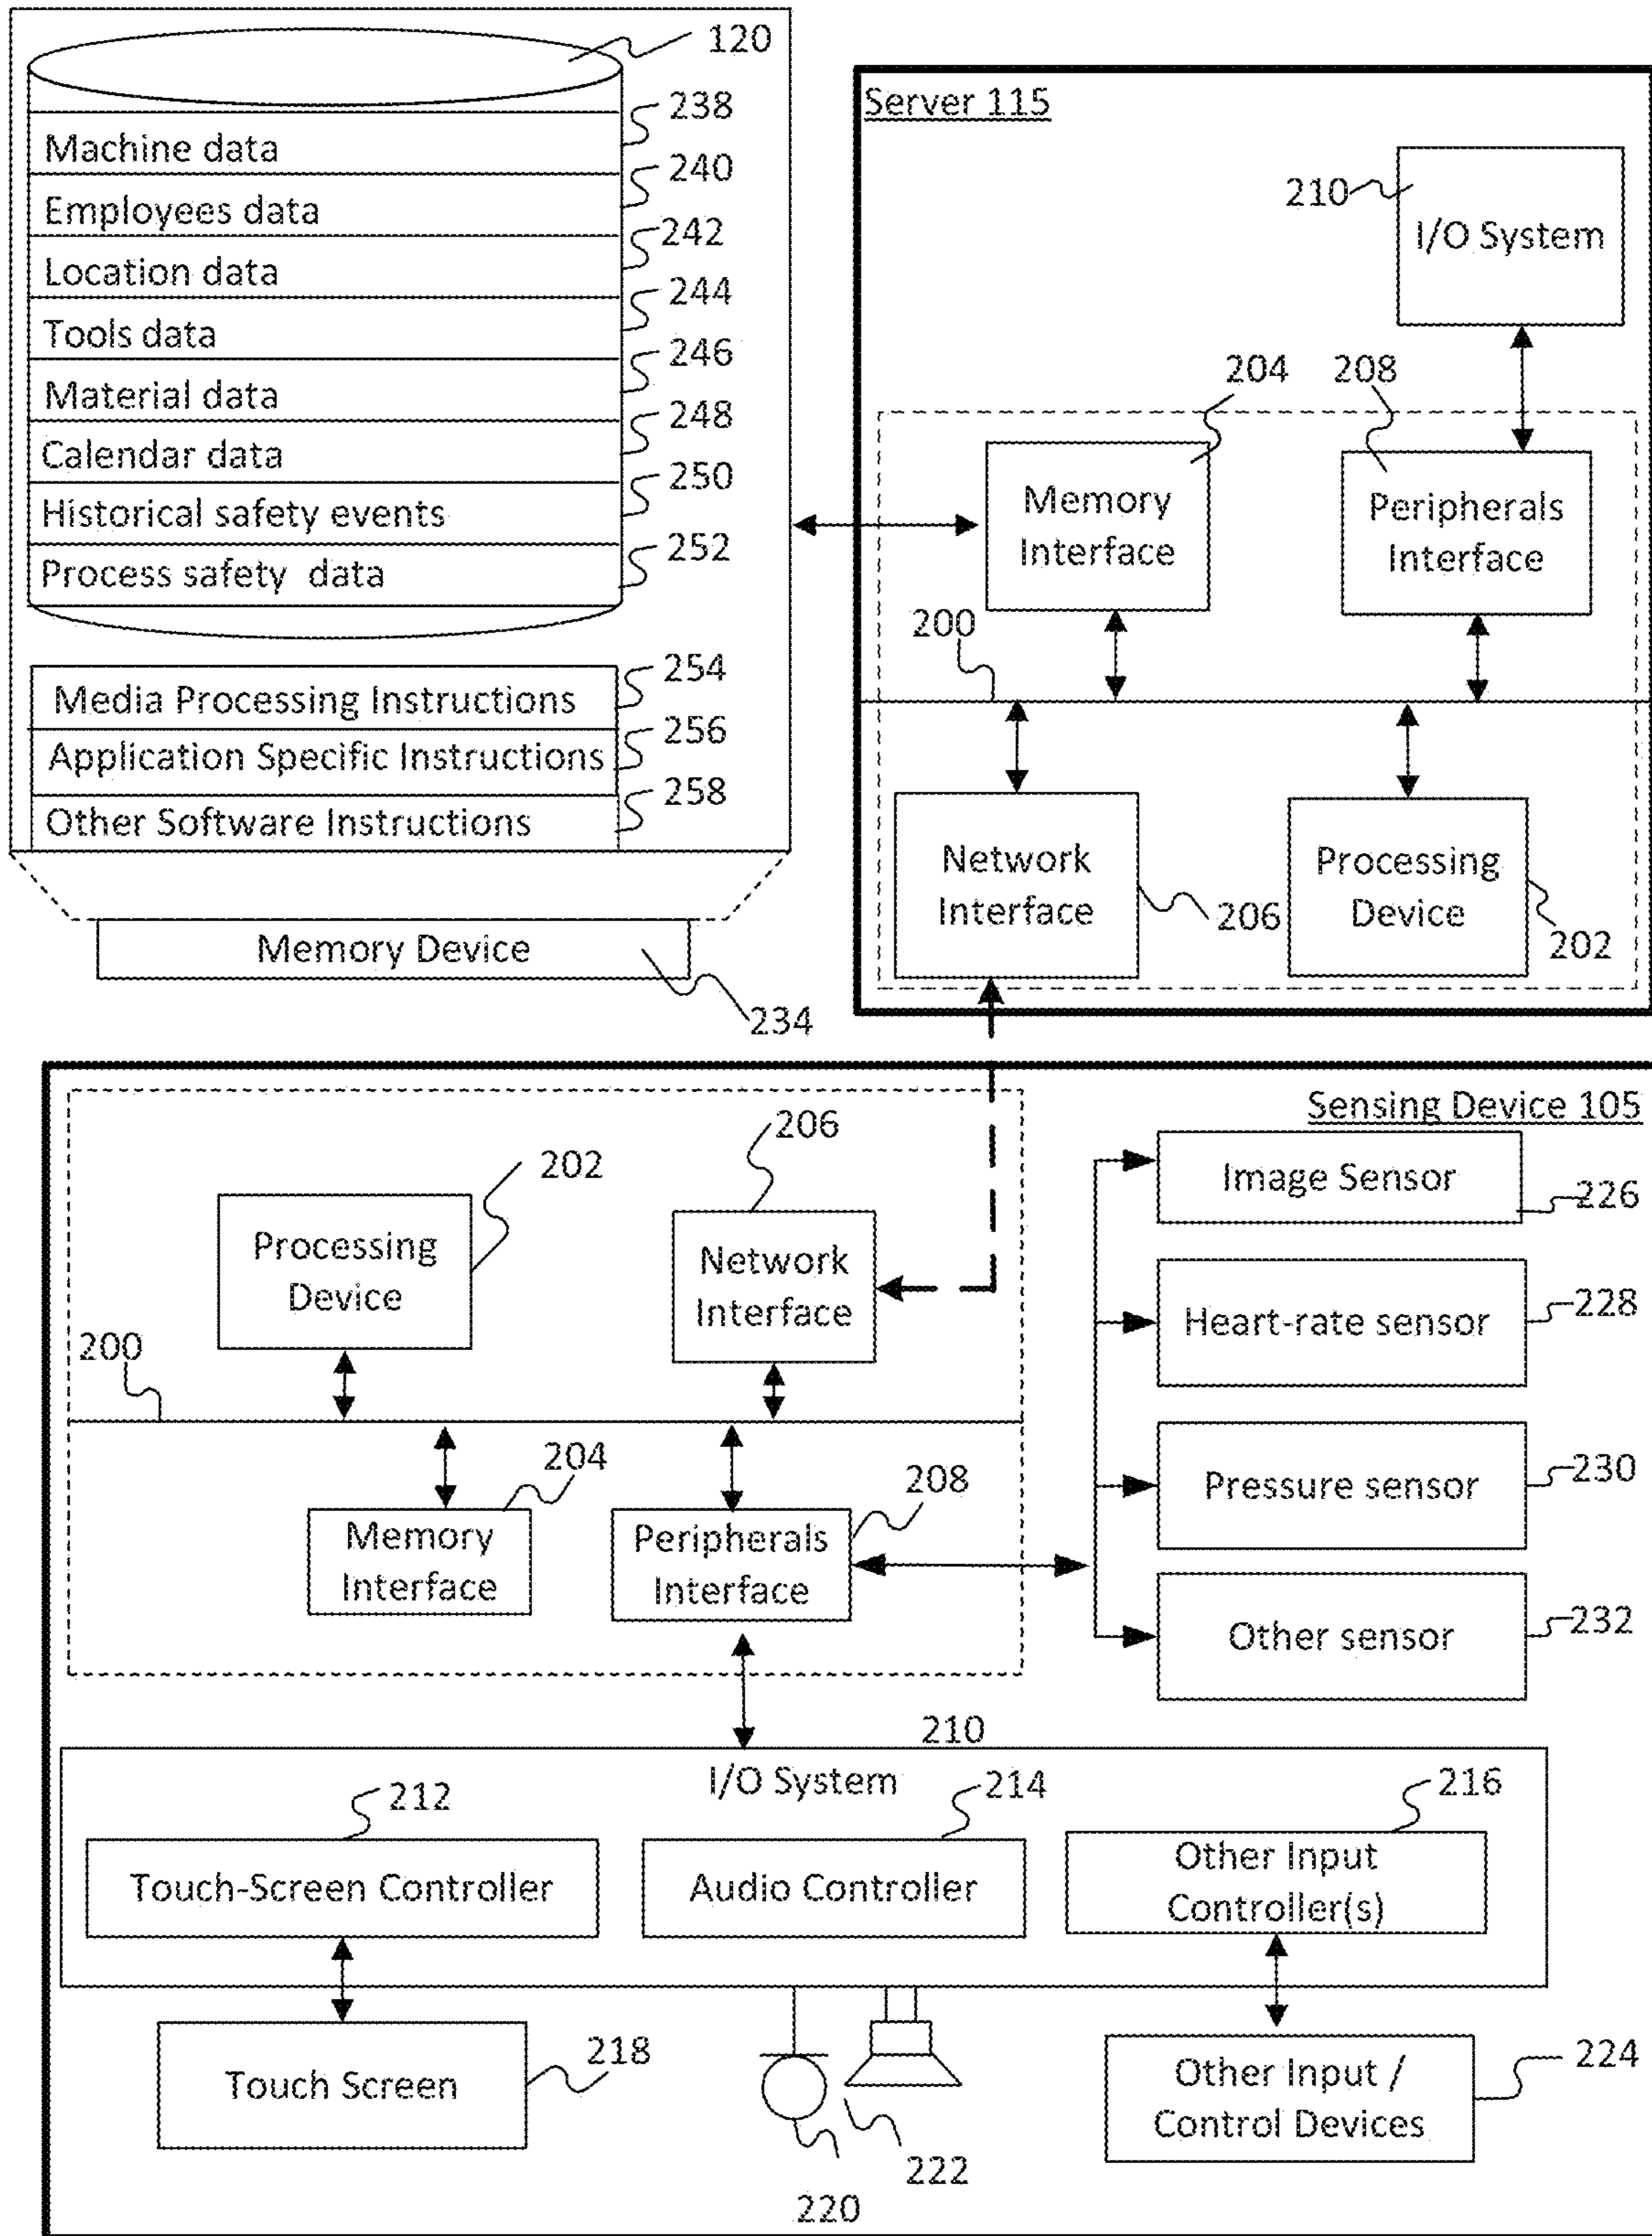 120
238
Machine data
240
Employees data
242
Location data
244
Tools data
246
Material data
248
Calendar data
250
Historical safety events
252
Process safety data
254
Media Processing Instructions
256
Application Specific Instructions
258
Other Software Instructions
Memory Device
234
Server 115
210
I/O System
204
208
Memory
Interface
Peripherals
Interface
200
Network
Interface
206
Processing
Device
202
Sensing Device 105
206
202
Processing
Device
Network
Interface
200
204
208
Memory
Interface
Peripherals
Interface
Image Sensor
226
Heart-rate sensor
228
Pressure sensor
230
Other sensor
232
210
I/O System
212
214
216
Touch-Screen Controller
Audio Controller
Other Input
Controller(s)
Touch Screen
218
222
220
Other Input /
Control Devices
224